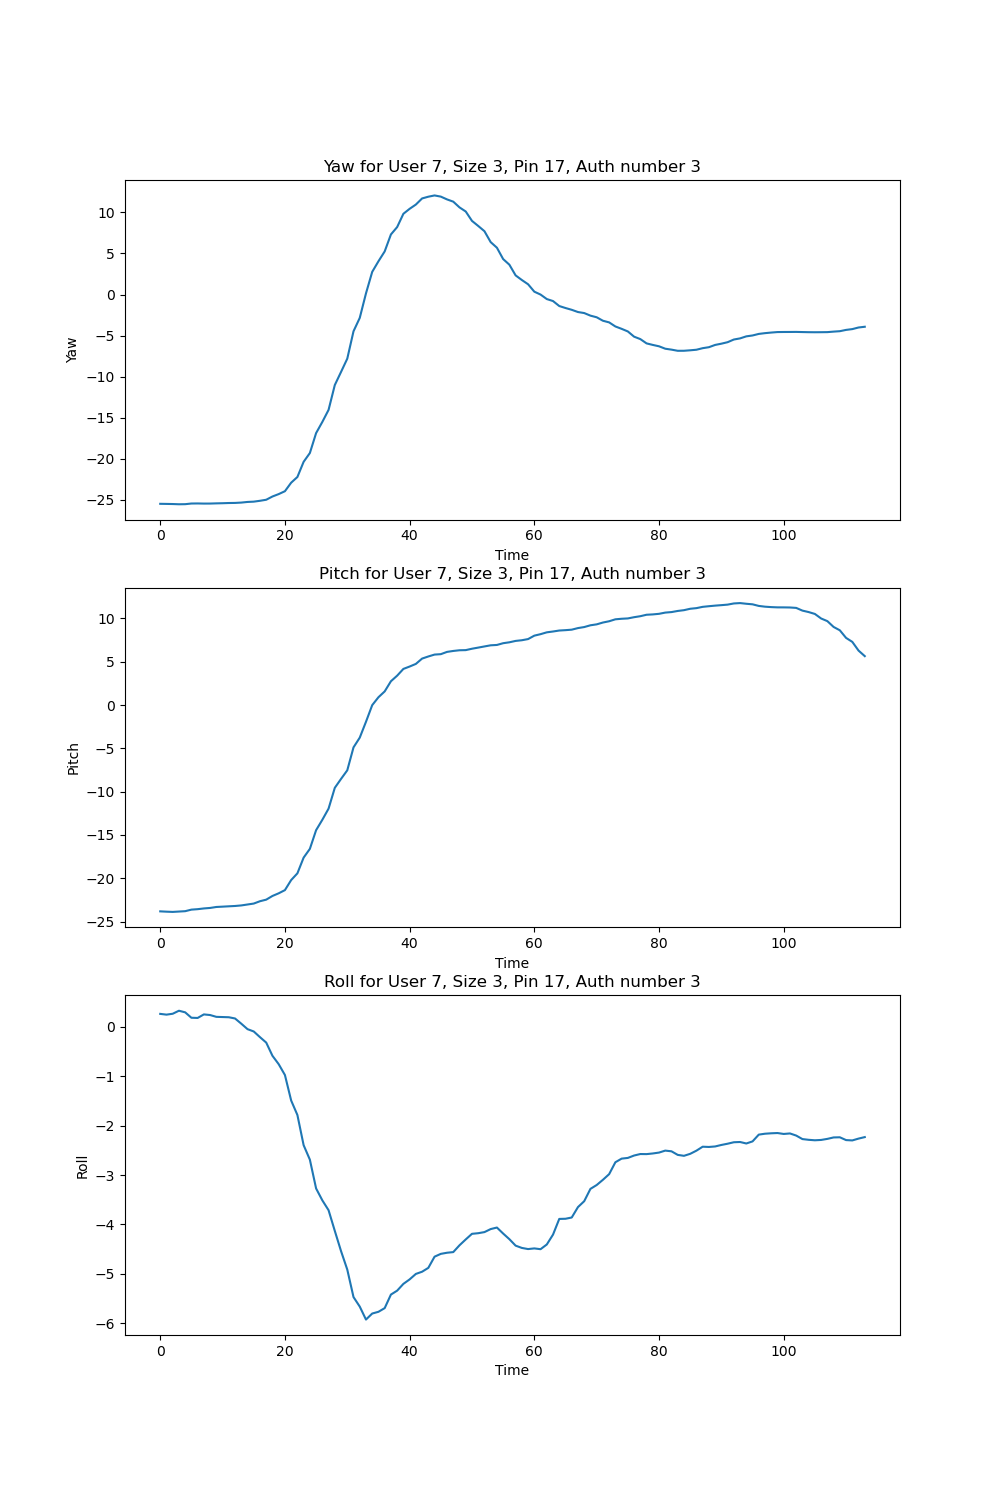 Yaw for User 7, Size 3, Pin 17, Auth number 3
10
5
0
−5
−10
−15
−20
−25
Yaw
0 20 40 60 80 100
Time
Pitch for User 7, Size 3, Pin 17, Auth number 3
10
5
0
−5
−10
−15
−20
−25
Pitch
0 20 40 60 80 100
Time
Roll for User 7, Size 3, Pin 17, Auth number 3
0
−1
−2
−3
−4
−5
−6
Roll
0 20 40 60 80 100
Time